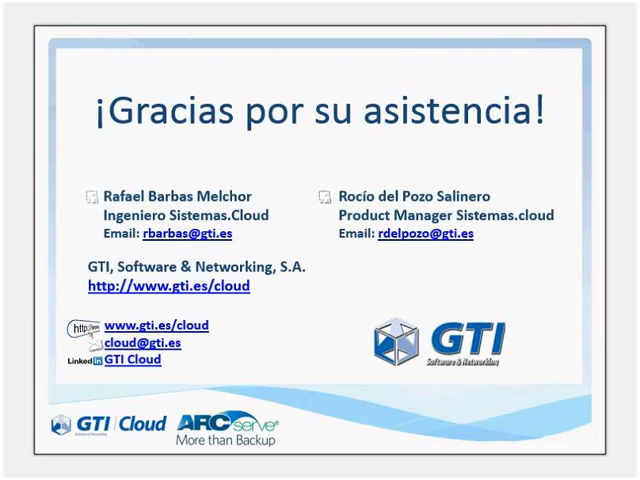 ¡Gracias por su asistencia!
Rafael Barbas Melchor
Ingeniero Sistemas.Cloud
Email: rbarbas@gti.es
Rocío del Pozo Salinero
Product Manager Sistemas.cloud
Email: rdelpozo@gti.es
GTI, Software & Networking, S.A.
http://www.gti.es/cloud
http://www
www.gti.es/cloud
cloud@gti.es
Linked in GTI Cloud
GTI
Software & Networking
GTI Cloud
ARCserve®
More than Backup